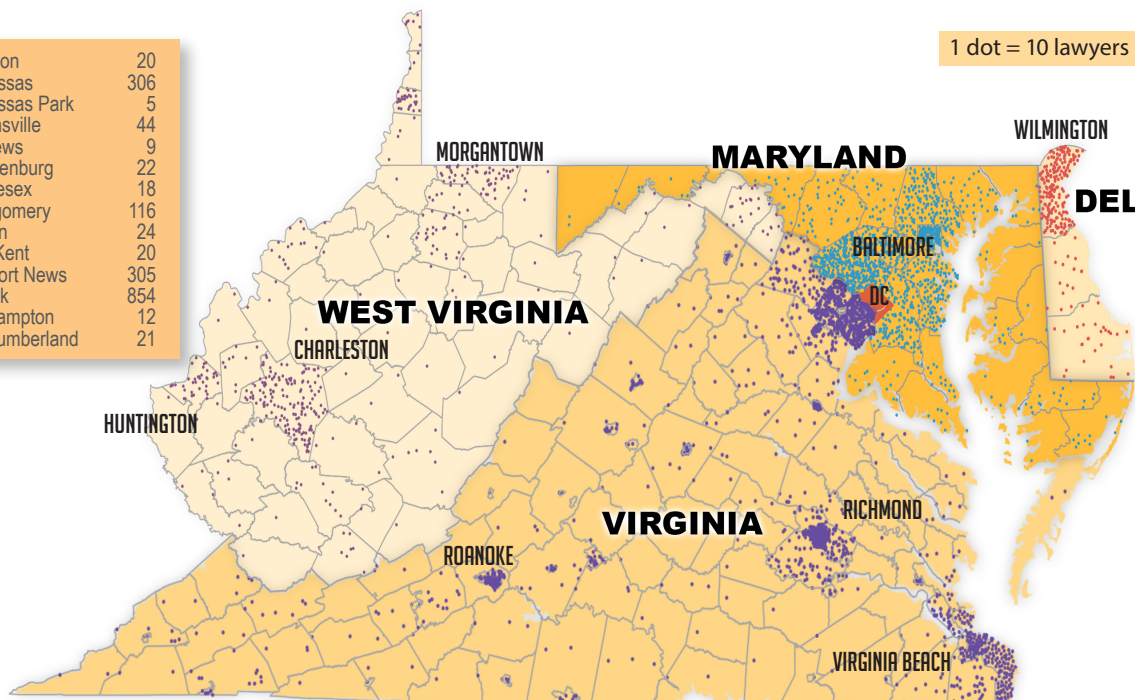 on 20
ssas 306
ssas Park 5
nsville 44
ews 9
enburg 22
esex 18
gomery 116
n 24
Kent 20
ort News 305
k 854
ampton 12
umberland 21
1 dot = 10 lawyers
WILMINGTON
MORGANTOWN
MARYLAND
DEL
BALTIMORE
DC
WEST VIRGINIA
CHARLESTON
HUNTINGTON
RICHMOND
VIRGINIA
ROANOKE
VIRGINIA BEACH